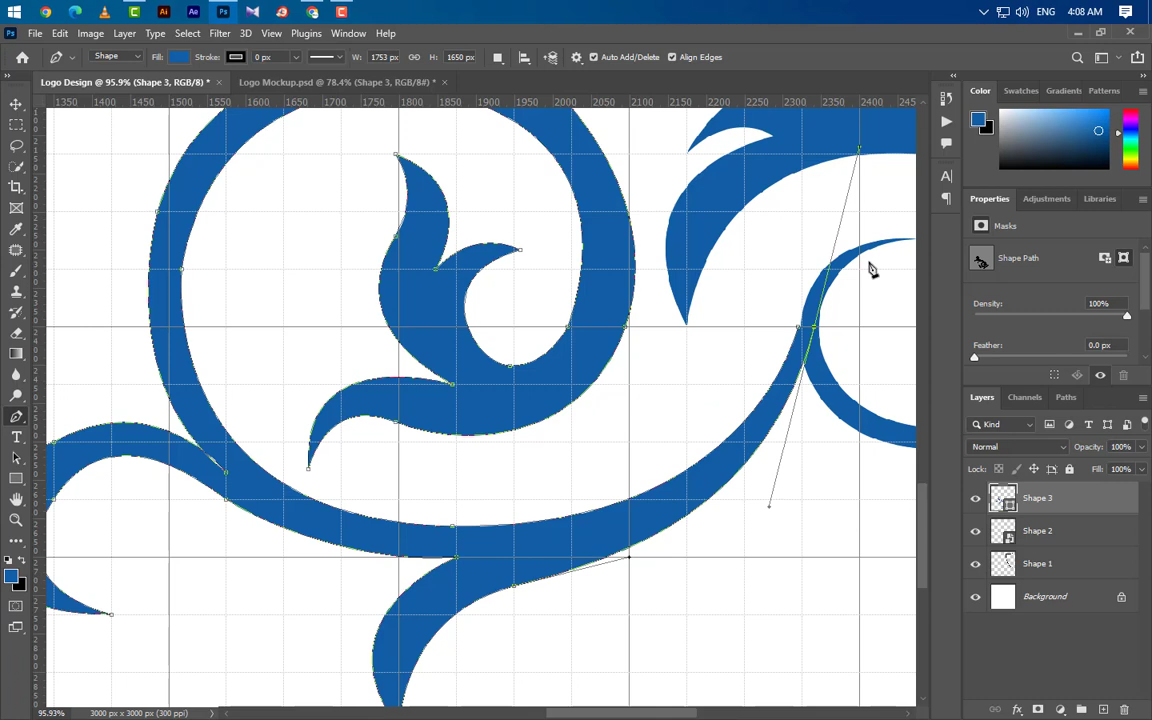 ENG 4:08 AM
File Edit Image Layer Type Select Filter 3D View Plugins Window Help
Shape Fill: Stroke: 0 px W: 1753 px H: 1650 px Auto Add/Delete Align Edges
Logo Design @ 95.9% (Shape 3, RGB/8) * × Logo Mockup.psd @ 78.4% (Shape 3, RGB/8#) * ×
1350 1400 1450 1500 1550 1600 1650 1700 1750 1800 1850 1900 1950 2000 2050 2100 2150 2200 2250 2300 2350 2400 245
Color Swatches Gradients Patterns
Properties Adjustments Libraries
Masks
Shape Path
Density: 100%
Feather: 0.0 px
Layers Channels Paths
Kind
Normal Opacity: 100%
Lock: Fill: 100%
Shape 3
Shape 2
Shape 1
Background
95.93% 3000 px x 3000 px (300 ppi)